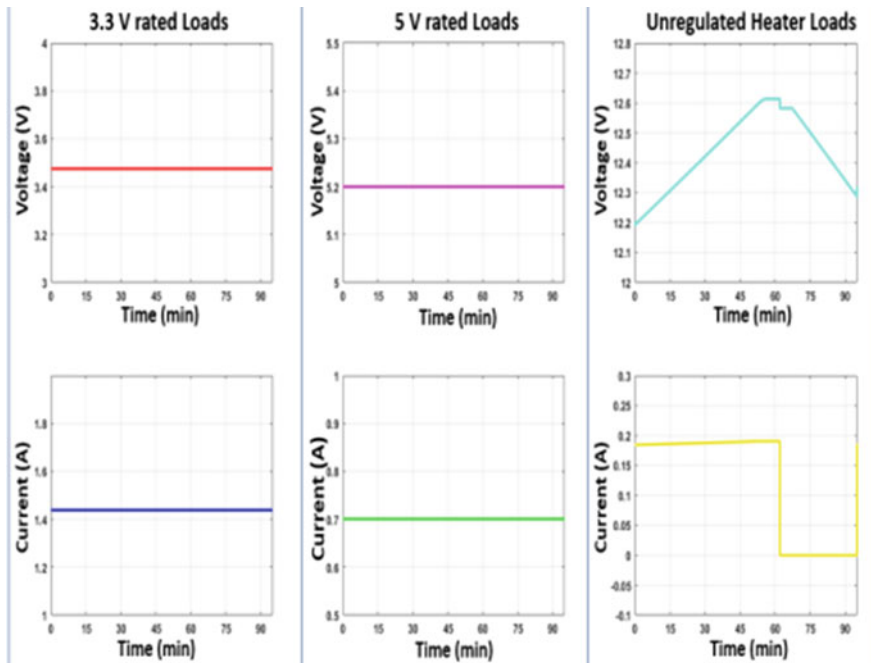 3.3 V rated Loads
5 V rated Loads
Unregulated Heater Loads
Voltage (V)
4
3.8
3.6
3.4
3.2
3
0 15 30 45 60 75 90
Time (min)
Voltage (V)
5.5
5.4
5.3
5.2
5.1
5
0 15 30 45 60 75 90
Time (min)
Voltage (V)
12.8
12.7
12.6
12.5
12.4
12.3
12.2
12.1
12
0 15 30 45 60 75 90
Time (min)
Current (A)
1.8
1.6
1.4
1.2
1
0 15 30 45 60 75 90
Time (min)
Current (A)
1
0.9
0.8
0.7
0.6
0.5
0 15 30 45 60 75 90
Time (min)
Current (A)
0.3
0.25
0.2
0.15
0.1
0.05
0
-0.05
-0.1
0 15 30 45 60 75 90
Time (min)